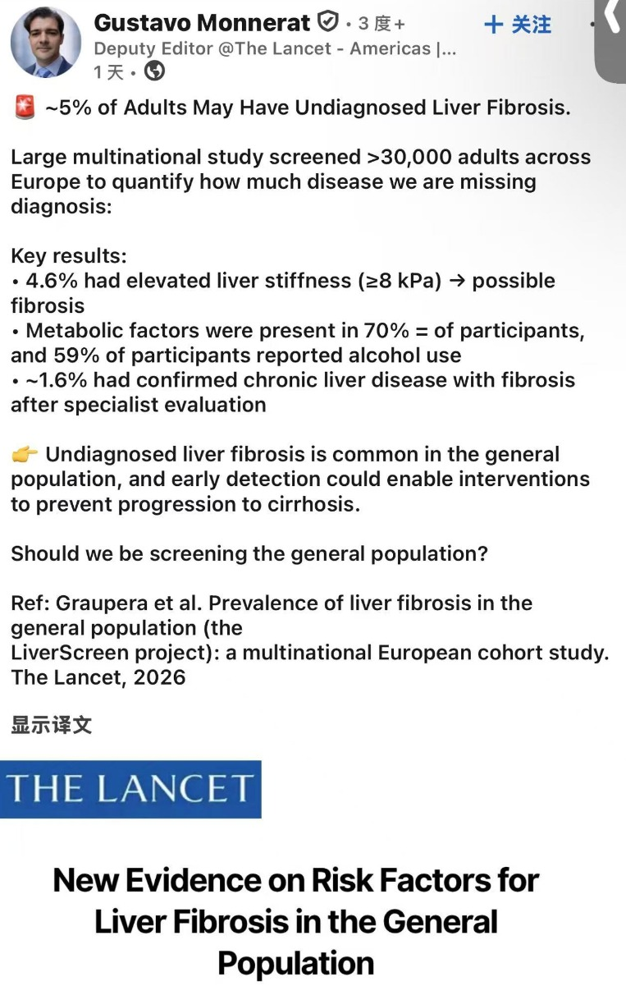 Gustavo Monnerat · 3 度+
+ 关注
Deputy Editor @The Lancet - Americas |...
1 天 ·
🚨 ~5% of Adults May Have Undiagnosed Liver Fibrosis.
Large multinational study screened >30,000 adults across
Europe to quantify how much disease we are missing
diagnosis:
Key results:
• 4.6% had elevated liver stiffness (≥8 kPa) → possible
fibrosis
• Metabolic factors were present in 70% = of participants,
and 59% of participants reported alcohol use
• ~1.6% had confirmed chronic liver disease with fibrosis
after specialist evaluation
👉 Undiagnosed liver fibrosis is common in the general
population, and early detection could enable interventions
to prevent progression to cirrhosis.
Should we be screening the general population?
Ref: Graupera et al. Prevalence of liver fibrosis in the
general population (the
LiverScreen project): a multinational European cohort study.
The Lancet, 2026
显示译文
THE LANCET
New Evidence on Risk Factors for
Liver Fibrosis in the General
Population